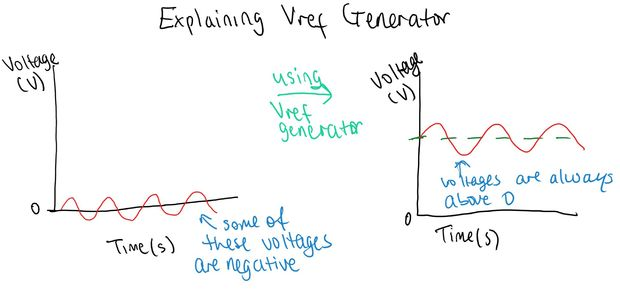 Explaining Vref Generator
Voltage
(V)
0
Time(s)
some of
these voltages
are negative
using
Vref
generator
Voltage
(V)
voltages are always
above 0
0
Time(s)